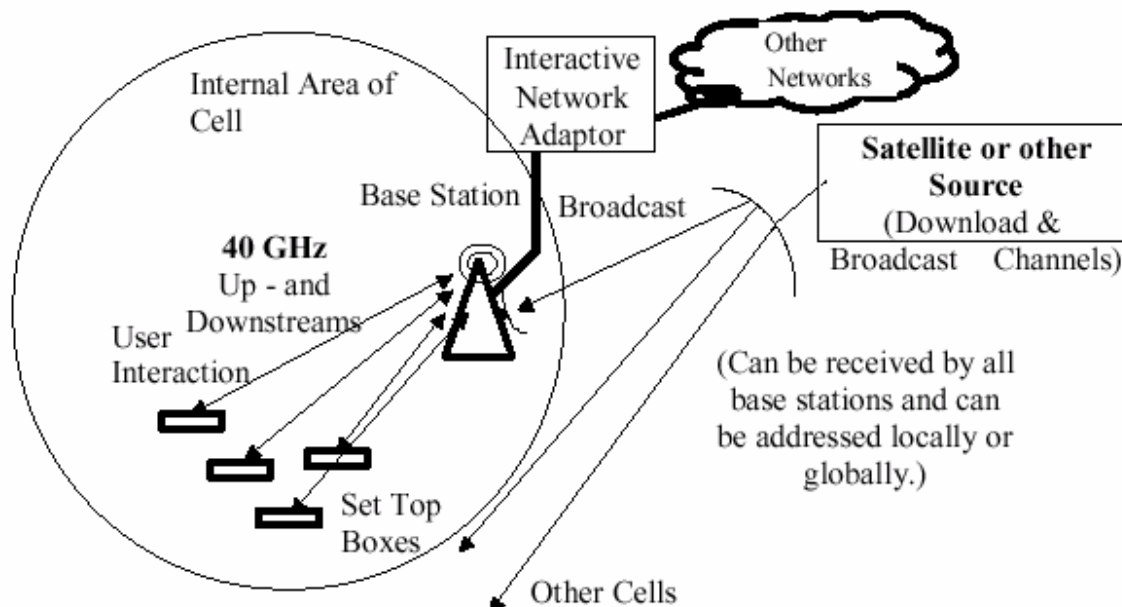 Internal Area of
Cell
Interactive
Network
Adaptor
Other
Networks
Satellite or other
Source
(Download &
Broadcast Channels)
Base Station
Broadcast
40 GHz
Up - and
Downstreams
User
Interaction
(Can be received by all
base stations and can
be addressed locally or
globally.)
Set Top
Boxes
Other Cells